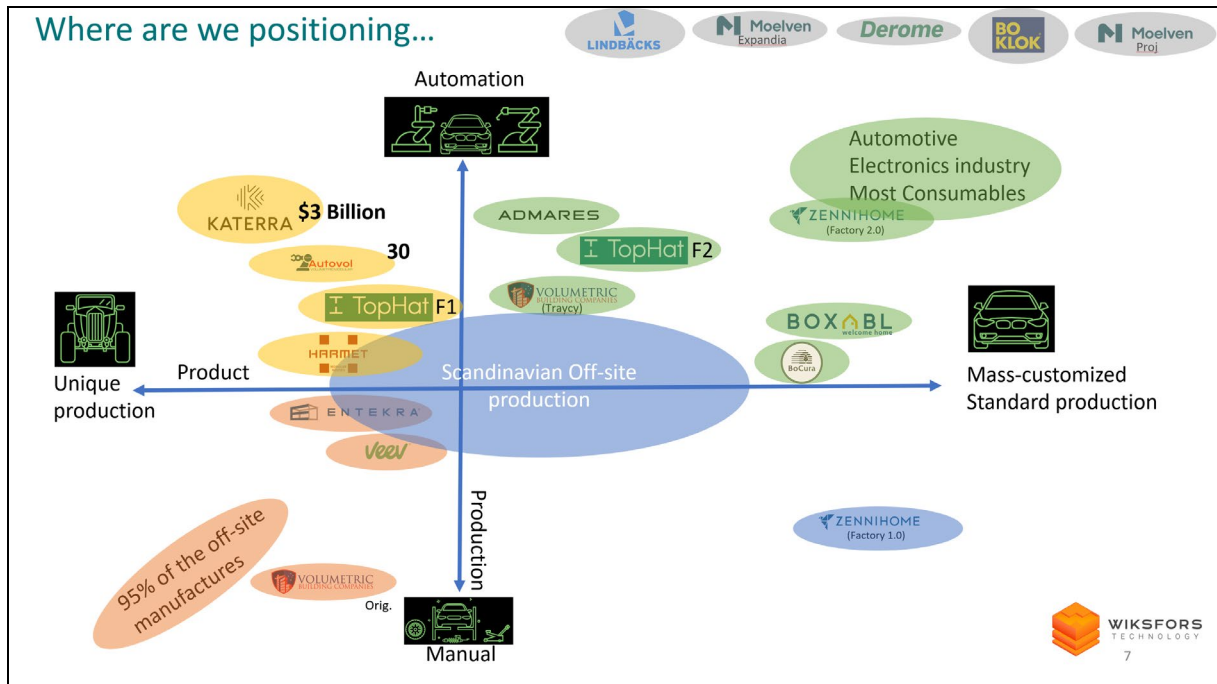 Where are we positioning...
LINDBÄCKS
Moelven
Expandia
Derome
BO
KLOK
Moelven
Proj
Automation
Automotive
Electronics industry
Most Consumables
KATERRA
$3 Billion
ADMARES
ZENNIHOME
(Factory 2.0)
Autovol
30
TopHat F2
TopHat F1
VOLUMETRIC
BUILDING COMPANIES
(Traycy)
BOXABL
welcome home
HARMET
BoCura
Unique
production
Product
Scandinavian Off-site
production
Mass-customized
Standard production
ENTEKRA
veev
Production
95% of the off-site
manufactures
ZENNIHOME
(Factory 1.0)
VOLUMETRIC
BUILDING COMPANIES
Orig.
Manual
WIKSFORS
TECHNOLOGY
7